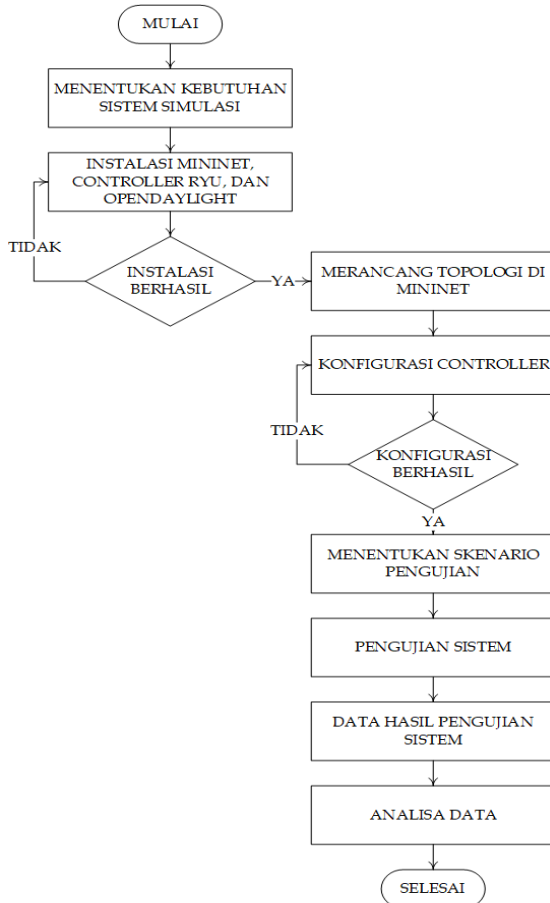 MULAI
MENENTUKAN KEBUTUHAN
SISTEM SIMULASI
INSTALASI MININET,
CONTROLLER RYU, DAN
OPENDAYLIGHT
TIDAK
INSTALASI
BERHASIL
YA
MERANCANG TOPOLOGI DI
MININET
KONFIGURASI CONTROLLER
TIDAK
KONFIGURASI
BERHASIL
YA
MENENTUKAN SKENARIO
PENGUJIAN
PENGUJIAN SISTEM
DATA HASIL PENGUJIAN
SISTEM
ANALISA DATA
SELESAI